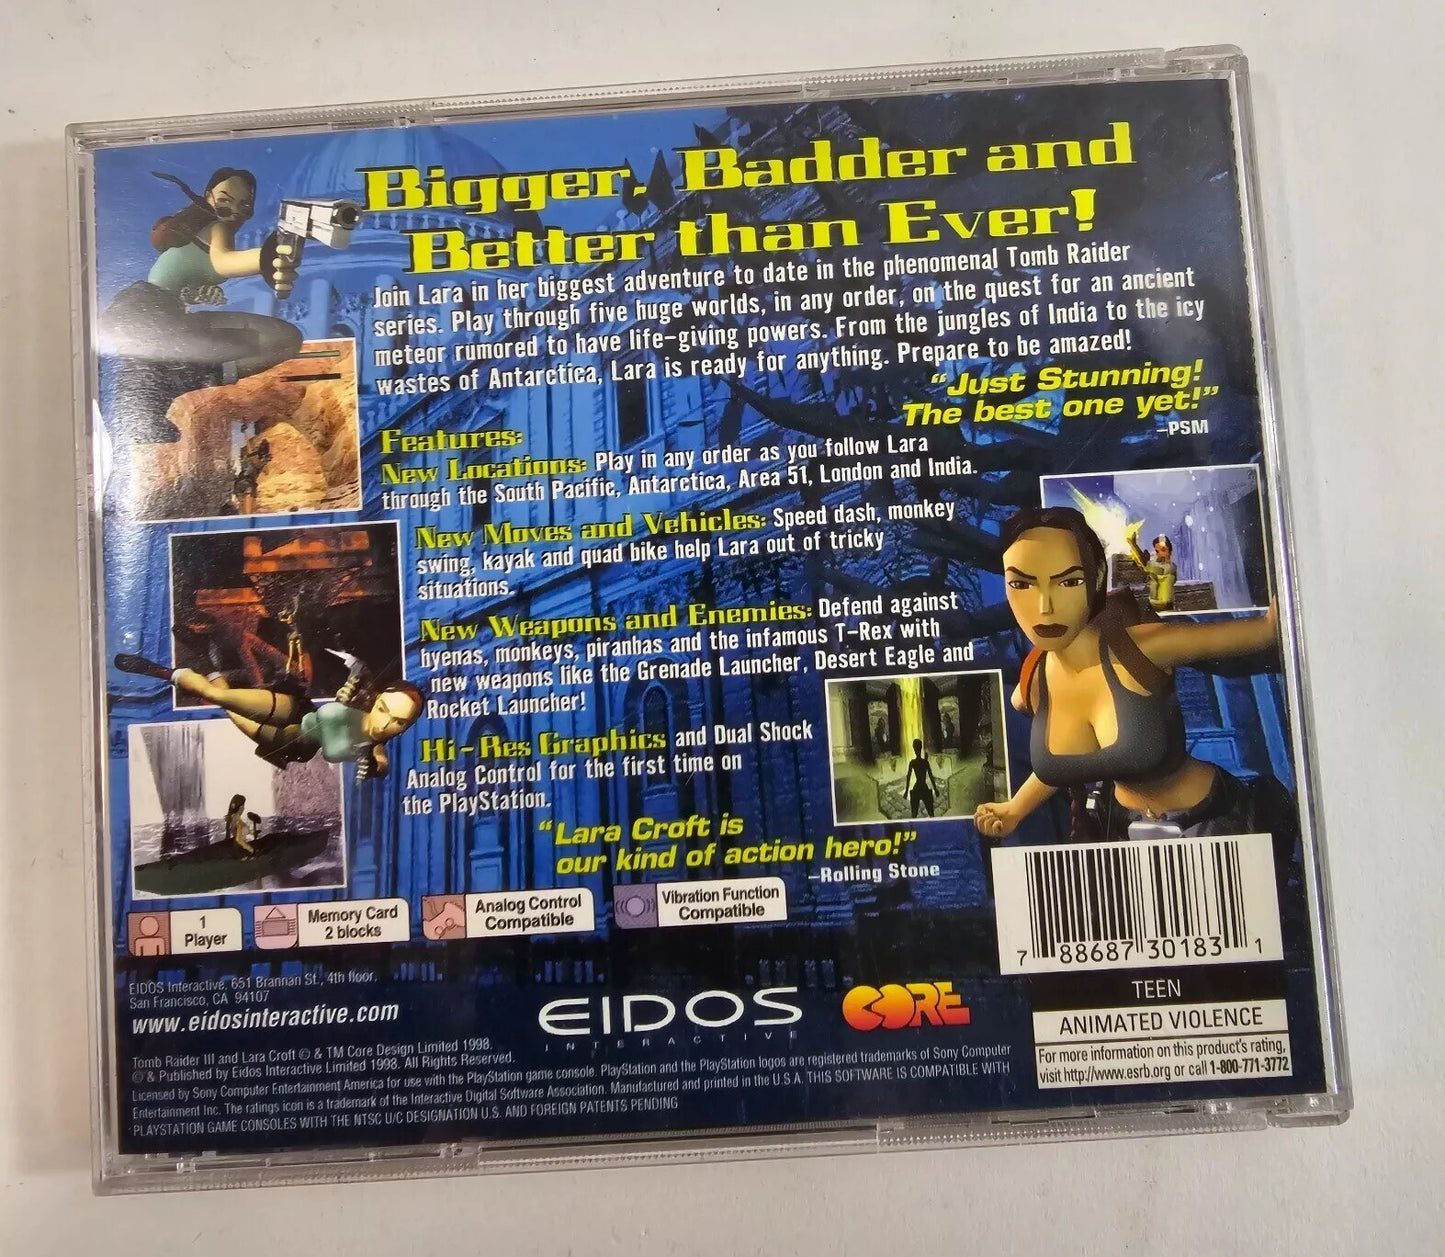 Bigger, Badder and
Better than Ever!
Join Lara in her biggest adventure to date in the phenomenal Tomb Raider
series. Play through five huge worlds, in any order, on the quest for an ancient
meteor rumored to have life-giving powers. From the jungles of India to the icy
wastes of Antarctica, Lara is ready for anything. Prepare to be amazed!
"Just Stunning!
The best one yet!"
–PSM
Features:
New Locations: Play in any order as you follow Lara
through the South Pacific, Antarctica, Area 51, London and India.
New Moves and Vehicles: Speed dash, monkey
swing, kayak and quad bike help Lara out of tricky
situations.
New Weapons and Enemies: Defend against
hyenas, monkeys, piranhas and the infamous T-Rex with
new weapons like the Grenade Launcher, Desert Eagle and
Rocket Launcher!
Hi-Res Graphics and Dual Shock
Analog Control for the first time on
the PlayStation.
"Lara Croft is
our kind of action hero!"
–Rolling Stone
1
Player
Memory Card
2 blocks
Analog Control
Compatible
Vibration Function
Compatible
7 88687 30183 1
EIDOS Interactive, 651 Brannan St., 4th floor,
San Francisco, CA 94107
www.eidosinteractive.com
EIDOS
INTERACTIVE
CORE
TEEN
ANIMATED VIOLENCE
For more information on this product's rating,
visit http://www.esrb.org or call 1-800-771-3772
Tomb Raider III and Lara Croft © & TM Core Design Limited 1998.
© & Published by Eidos Interactive Limited 1998. All Rights Reserved.
Licensed by Sony Computer Entertainment America for use with the PlayStation game console. PlayStation and the PlayStation logos are registered trademarks of Sony Computer
Entertainment Inc. The ratings icon is a trademark of the Interactive Digital Software Association. Manufactured and printed in the U.S.A. THIS SOFTWARE IS COMPATIBLE WITH
PLAYSTATION GAME CONSOLES WITH THE NTSC U/C DESIGNATION U.S. AND FOREIGN PATENTS PENDING